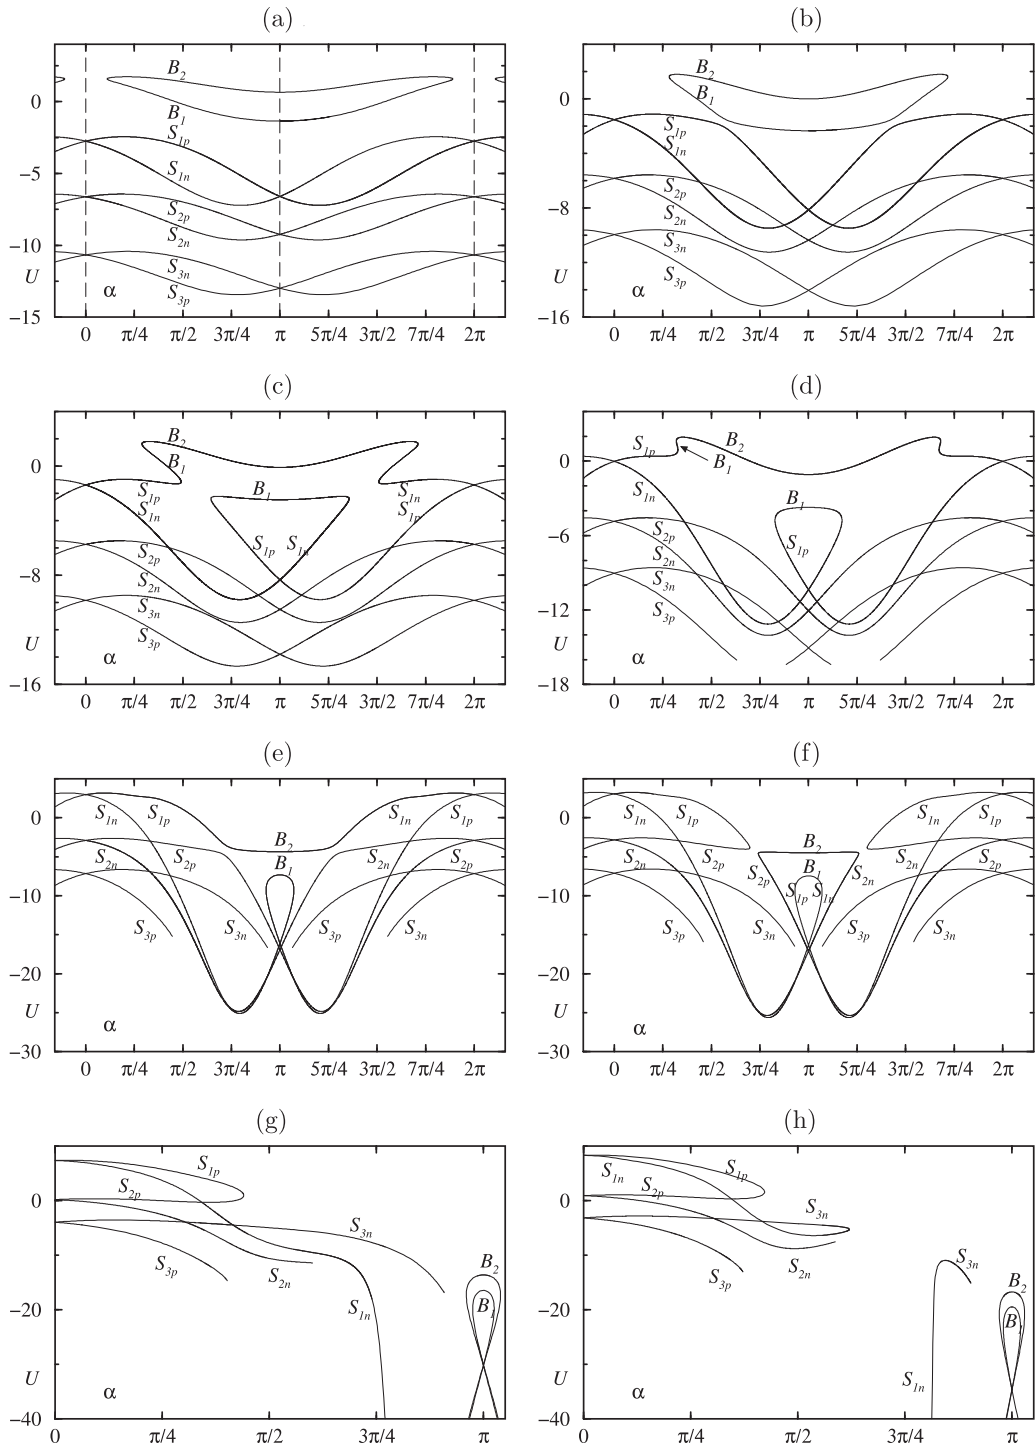 (a)
B2
0
B1
S1p
−5
S1n
S2p
S2n
−10
S3n
U
α
S3p
−15
0 π/4 π/2 3π/4 π 5π/4 3π/2 7π/4 2π
(b)
B2
0
B1
S1p
S1n
S2p
−8
S2n
S3n
S3p
U
α
−16
0 π/4 π/2 3π/4 π 5π/4 3π/2 7π/4 2π
(c)
B2
0
B1
B1
S1p S1n
S1n S1p
S1p S1n
S2p
−8
S2n
S3n
S3p
U
α
−16
0 π/4 π/2 3π/4 π 5π/4 3π/2 7π/4 2π
(d)
S1p B2
0
B1
S1n
B1
−6
S2p
S1p
S2n
S3n
−12
S3p
U
α
−18
0 π/4 π/2 3π/4 π 5π/4 3π/2 7π/4 2π
(e)
0
S1n S1p S1n S1p
B2
S2n S2p B1 S2n S2p
−10
S3p S3n S3p S3n
−20
U
α
−30
0 π/4 π/2 3π/4 π 5π/4 3π/2 7π/4 2π
(f)
0
S1n S1p S1n S1p
B2
S2n S2p S2p B1 S2n S2n S2p
−10
S1p S1n
S3p S3n S3p S3n
−20
U
α
−30
0 π/4 π/2 3π/4 π 5π/4 3π/2 7π/4 2π
(g)
S1p
S2p
0
S3n
S3p
S2n
B2
B1
−20
S1n
U
α
−40
0 π/4 π/2 3π/4 π
(h)
S1n S1p
S2p
0
S3n
S3p S2n
S3n
B2
B1
−20
U
S1n
α
−40
0 π/4 π/2 3π/4 π